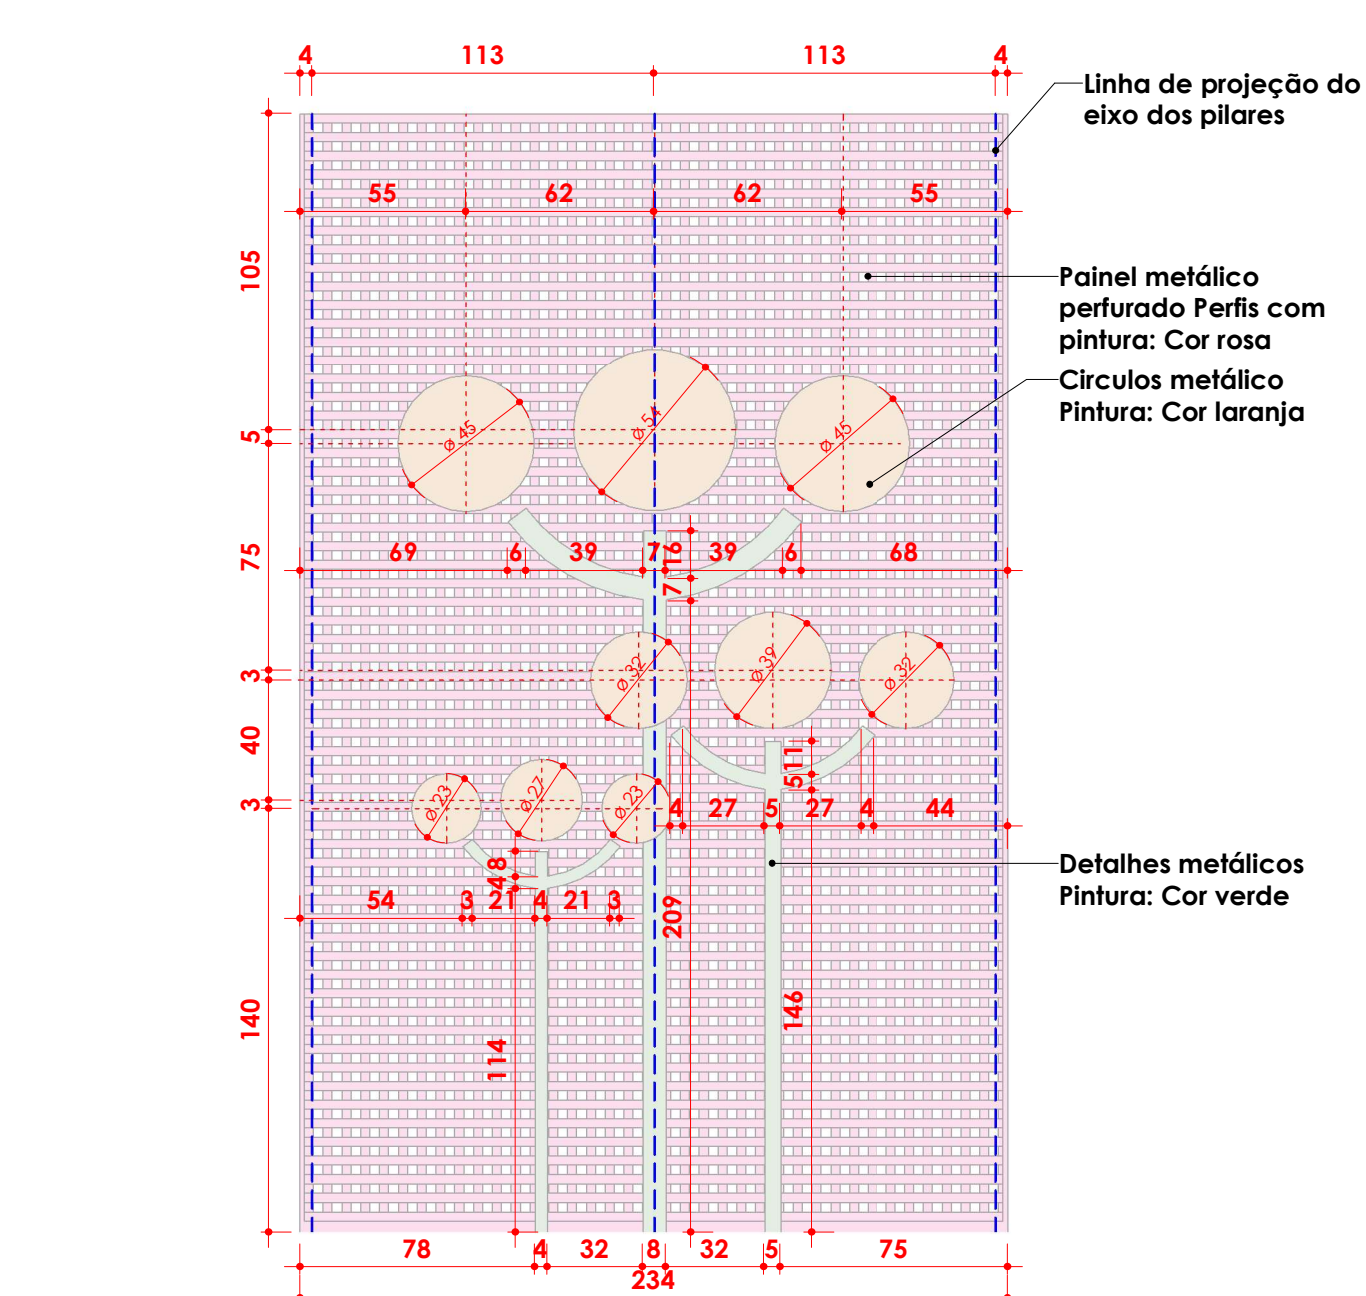 4 113 113 4
Linha de projeção do
eixo dos pilares
55 62 62 55
105
Painel metálico
perfurado Perfis com
pintura: Cor rosa
Circulos metálico
Pintura: Cor laranja
5
ø 45 ø 54 ø 45
75
69 6 39 7 16 39 6 68
7
3
ø 32 ø 39 ø 32
40
11
5
3
ø 23 ø 27 ø 23
4 27 5 27 4 44
8
4
Detalhes metálicos
Pintura: Cor verde
54 3 21 4 21 3
209
140
114
146
78 4 32 8 32 5 75
234